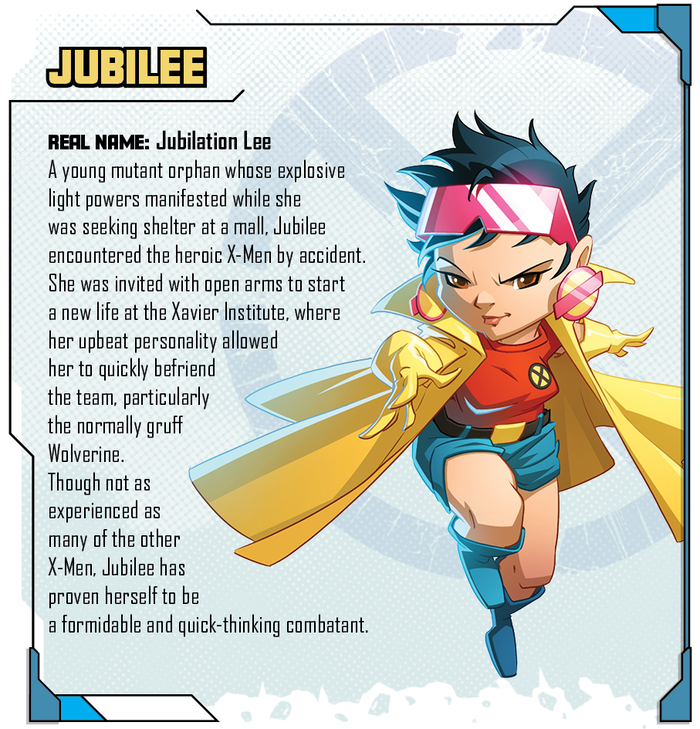 JUBILEE
REAL NAME: Jubilation Lee
A young mutant orphan whose explosive
light powers manifested while she
was seeking shelter at a mall, Jubilee
encountered the heroic X-Men by accident.
She was invited with open arms to start
a new life at the Xavier Institute, where
her upbeat personality allowed
her to quickly befriend
the team, particularly
the normally gruff
Wolverine.
Though not as
experienced as
many of the other
X-Men, Jubilee has
proven herself to be
a formidable and quick-thinking combatant.